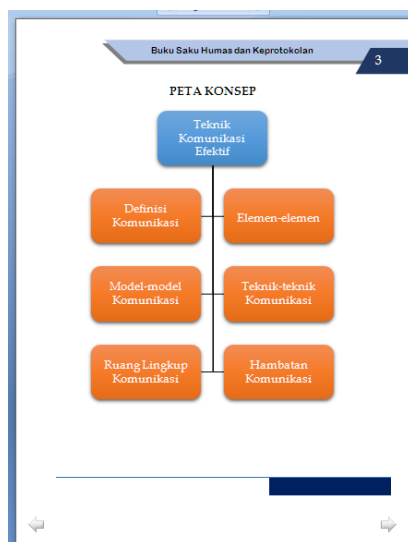 Buku Saku Humas dan Keprotokolan
3
PETA KONSEP
Teknik
Komunikasi
Efektif
Definisi
Komunikasi
Elemen-elemen
Model-model
Komunikasi
Teknik-teknik
Komunikasi
Ruang Lingkup
Komunikasi
Hambatan
Komunikasi